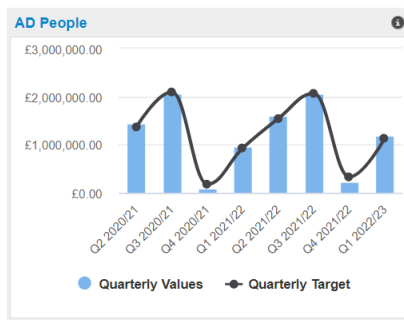 AD People
£3,000,000.00
£2,000,000.00
£1,000,000.00
£0.00
Q2 2020/21
Q3 2020/21
Q4 2020/21
Q1 2021/22
Q2 2021/22
Q3 2021/22
Q4 2021/22
Q1 2022/23
Quarterly Values
Quarterly Target